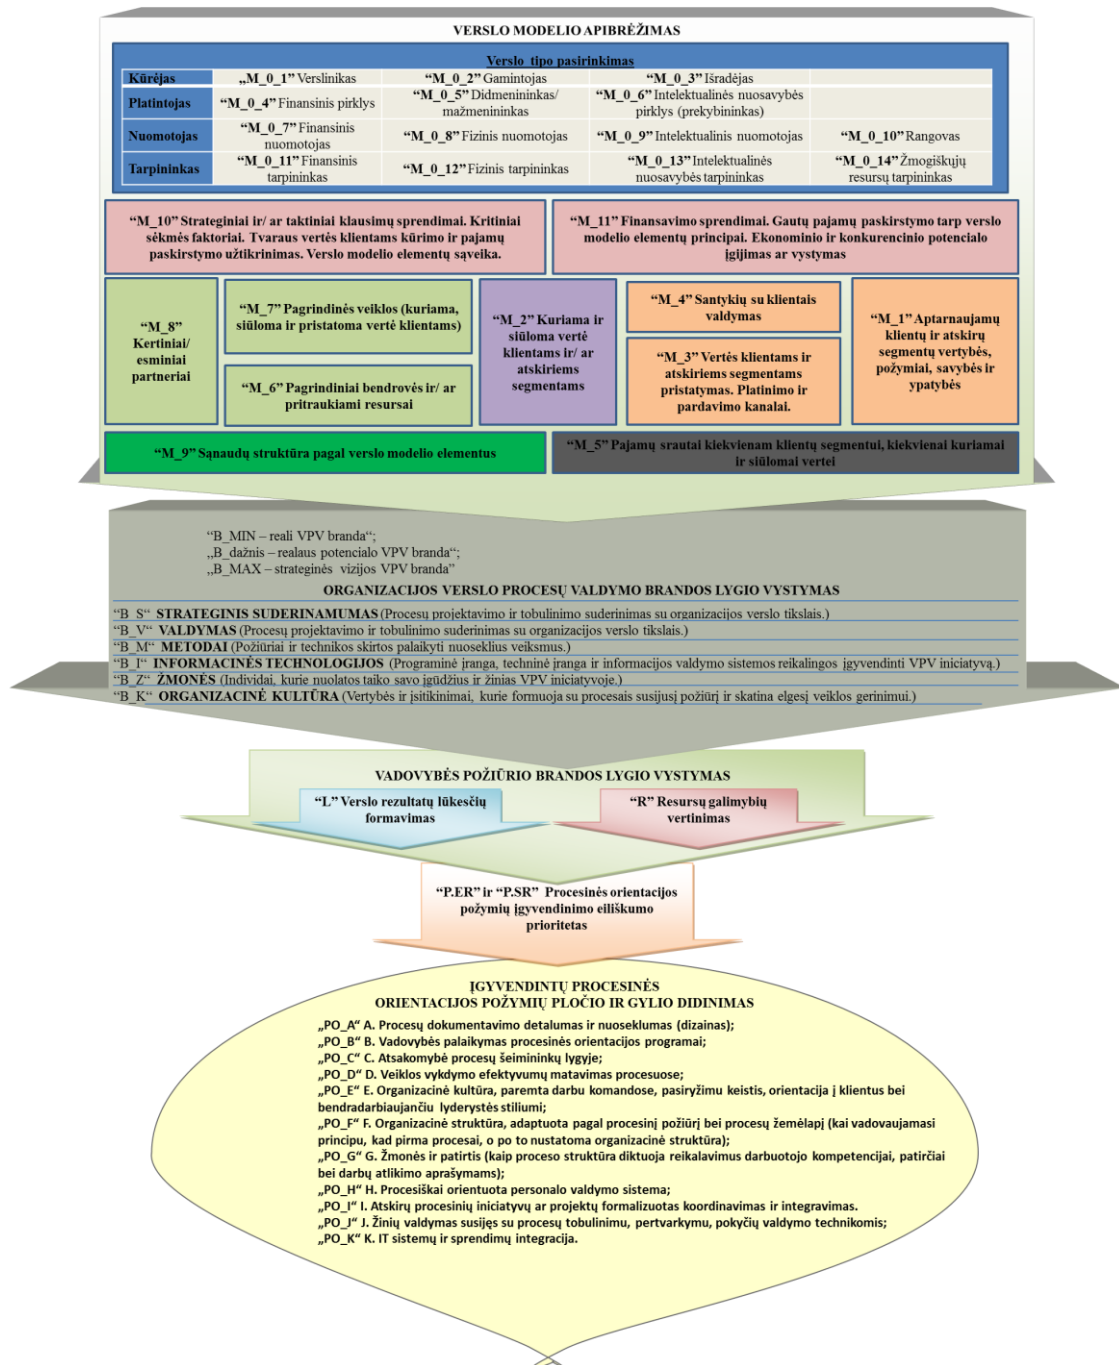 VERSLO MODELIO APIBRĖŽIMAS
Verslo tipo pasirinkimas
Kūrėjas „M_0_1” Verslinikas “M_0_2” Gamintojas “M_0_3” Išradėjas
Platintojas “M_0_4” Finansinis pirklys “M_0_5” Didmenininkas/ mažmenininkas “M_0_6” Intelektualinės nuosavybės pirklys (prekybininkas)
Nuomotojas “M_0_7” Finansinis nuomotojas “M_0_8” Fizinis nuomotojas “M_0_9” Intelektualinis nuomotojas “M_0_10” Rangovas
Tarpininkas “M_0_11” Finansinis tarpininkas “M_0_12” Fizinis tarpininkas “M_0_13” Intelektualinės nuosavybės tarpininkas “M_0_14” Žmogiškųjų resursų tarpininkas
“M_10” Strateginiai ir/ ar taktiniai klausimų sprendimai. Kritiniai
sėkmės faktoriai. Tvaraus vertės klientams kūrimo ir pajamų
paskirstymo užtikrinimas. Verslo modelio elementų sąveika.
“M_11” Finansavimo sprendimai. Gautų pajamų paskirstymo tarp verslo
modelio elementų principai. Ekonominio ir konkurencinio potencialo
įgijimas ar vystymas
“M_8”
Kertiniai/
esminiai
partneriai
“M_7” Pagrindinės veiklos (kuriama,
siūloma ir pristatoma vertė klientams)
“M_6” Pagrindiniai bendrovės ir/ ar
pritraukiami resursai
“M_2” Kuriama ir
siūloma vertė
klientams ir/ ar
atskiriems
segmentams
“M_4” Santykių su klientais
valdymas
“M_3” Vertės klientams ir
atskiriems segmentams
pristatymas. Platinimo ir
pardavimo kanalai.
“M_1” Aptarnaujamų
klientų ir atskirų
segmentų vertybės,
požymiai, savybės ir
ypatybės
“M_9” Sąnaudų struktūra pagal verslo modelio elementus
“M_5” Pajamų srautai kiekvienam klientų segmentui, kiekvienai kuriamai
ir siūlomai vertei
“B_MIN – reali VPV branda“;
„B_dažnis – realaus potencialo VPV branda“;
„B_MAX – strateginės vizijos VPV branda”
ORGANIZACIJOS VERSLO PROCESŲ VALDYMO BRANDOS LYGIO VYSTYMAS
“B_S“ STRATEGINIS SUDERINAMUMAS (Procesų projektavimo ir tobulinimo suderinimas su organizacijos verslo tikslais.)
“B_V“ VALDYMAS (Procesų projektavimo ir tobulinimo suderinimas su organizacijos verslo tikslais.)
“B_M“ METODAI (Požiūriai ir technikos skirtos palaikyti nuoseklius veiksmus.)
“B_I“ INFORMACINĖS TECHNOLOGIJOS (Programinė įranga, techninė įranga ir informacijos valdymo sistemos reikalingos įgyvendinti VPV iniciatyvą.)
“B_Z“ ŽMONĖS (Individai, kurie nuolatos taiko savo įgūdžius ir žinias VPV iniciatyvoje.)
“B_K“ ORGANIZACINĖ KULTŪRA (Vertybės ir įsitikinimai, kurie formuoja su procesais susijusį požiūrį ir skatina elgesį veiklos gerinimui.)
VADOVYBĖS POŽIŪRIO BRANDOS LYGIO VYSTYMAS
“L” Verslo rezultatų lūkesčių
formavimas
“R” Resursų galimybių
vertinimas
“P.ER” ir “P.SR” Procesinės orientacijos
požymių įgyvendinimo eiliškumo
prioritetas
ĮGYVENDINTŲ PROCESINĖS
ORIENTACIJOS POŽYMIŲ PLOČIO IR GYLIO DIDINIMAS
„PO_A“ A. Procesų dokumentavimo detalumas ir nuoseklumas (dizainas);
„PO_B“ B. Vadovybės palaikymas procesinės orientacijos programai;
„PO_C“ C. Atsakomybė procesų šeimininkų lygyje;
„PO_D“ D. Veiklos vykdymo efektyvumų matavimas procesuose;
„PO_E“ E. Organizacinė kultūra, paremta darbu komandose, pasiryžimu keistis, orientacija į klientus bei
bendradarbiaujančiu lyderystės stiliumi;
„PO_F“ F. Organizacinė struktūra, adaptuota pagal procesinį požiūrį bei procesų žemėlapį (kai vadovaujamasi
principu, kad pirma procesai, o po to nustatoma organizacinė struktūra);
„PO_G“ G. Žmonės ir patirtis (kaip proceso struktūra diktuoja reikalavimus darbuotojo kompetencijai, patirčiai
bei darbų atlikimo aprašymams);
„PO_H“ H. Procesiškai orientuota personalo valdymo sistema;
„PO_I“ I. Atskirų procesinių iniciatyvų ar projektų formalizuotas koordinavimas ir integravimas.
„PO_J“ J. Žinių valdymas susijęs su procesų tobulinimu, pertvarkymu, pokyčių valdymo technikomis;
„PO_K“ K. IT sistemų ir sprendimų integracija.